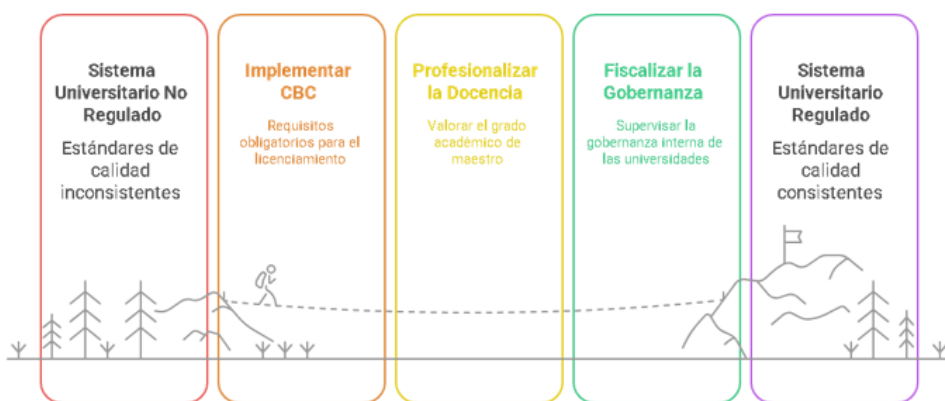 Sistema
Universitario No
Regulado
Estándares de
calidad
inconsistentes
Implementar
CBC
Requisitos
obligatorios para el
licenciamiento
Profesionalizar
la Docencia
Valorar el grado
académico de
maestro
Fiscalizar la
Gobernanza
Supervisar la
gobernanza interna de
las universidades
Sistema
Universitario
Regulado
Estándares de
calidad
consistentes